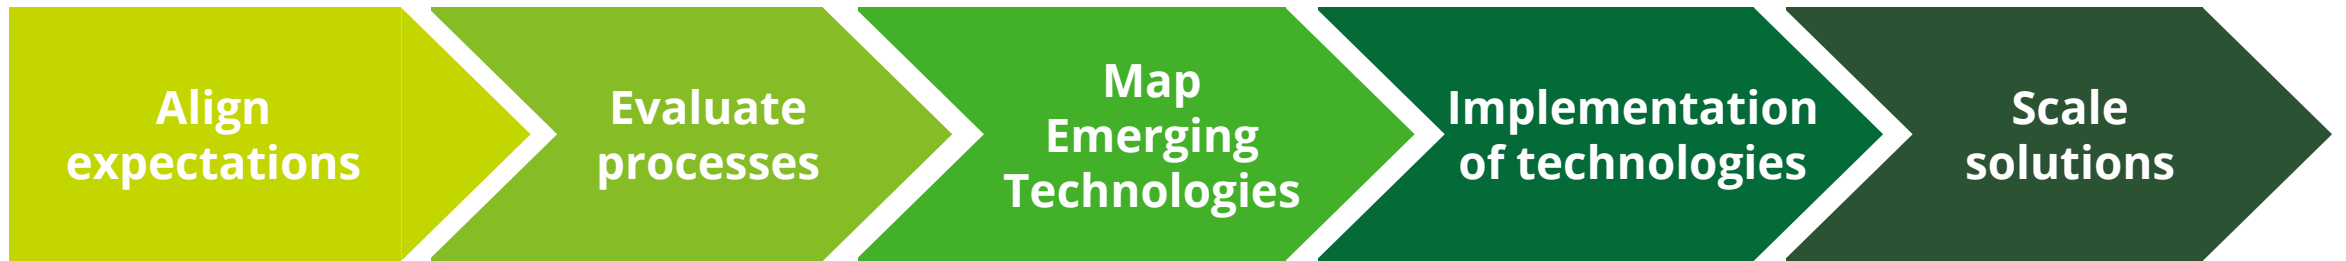 Align
expectations
Evaluate
processes
Map
Emerging
Technologies
Implementation
of technologies
Scale
solutions